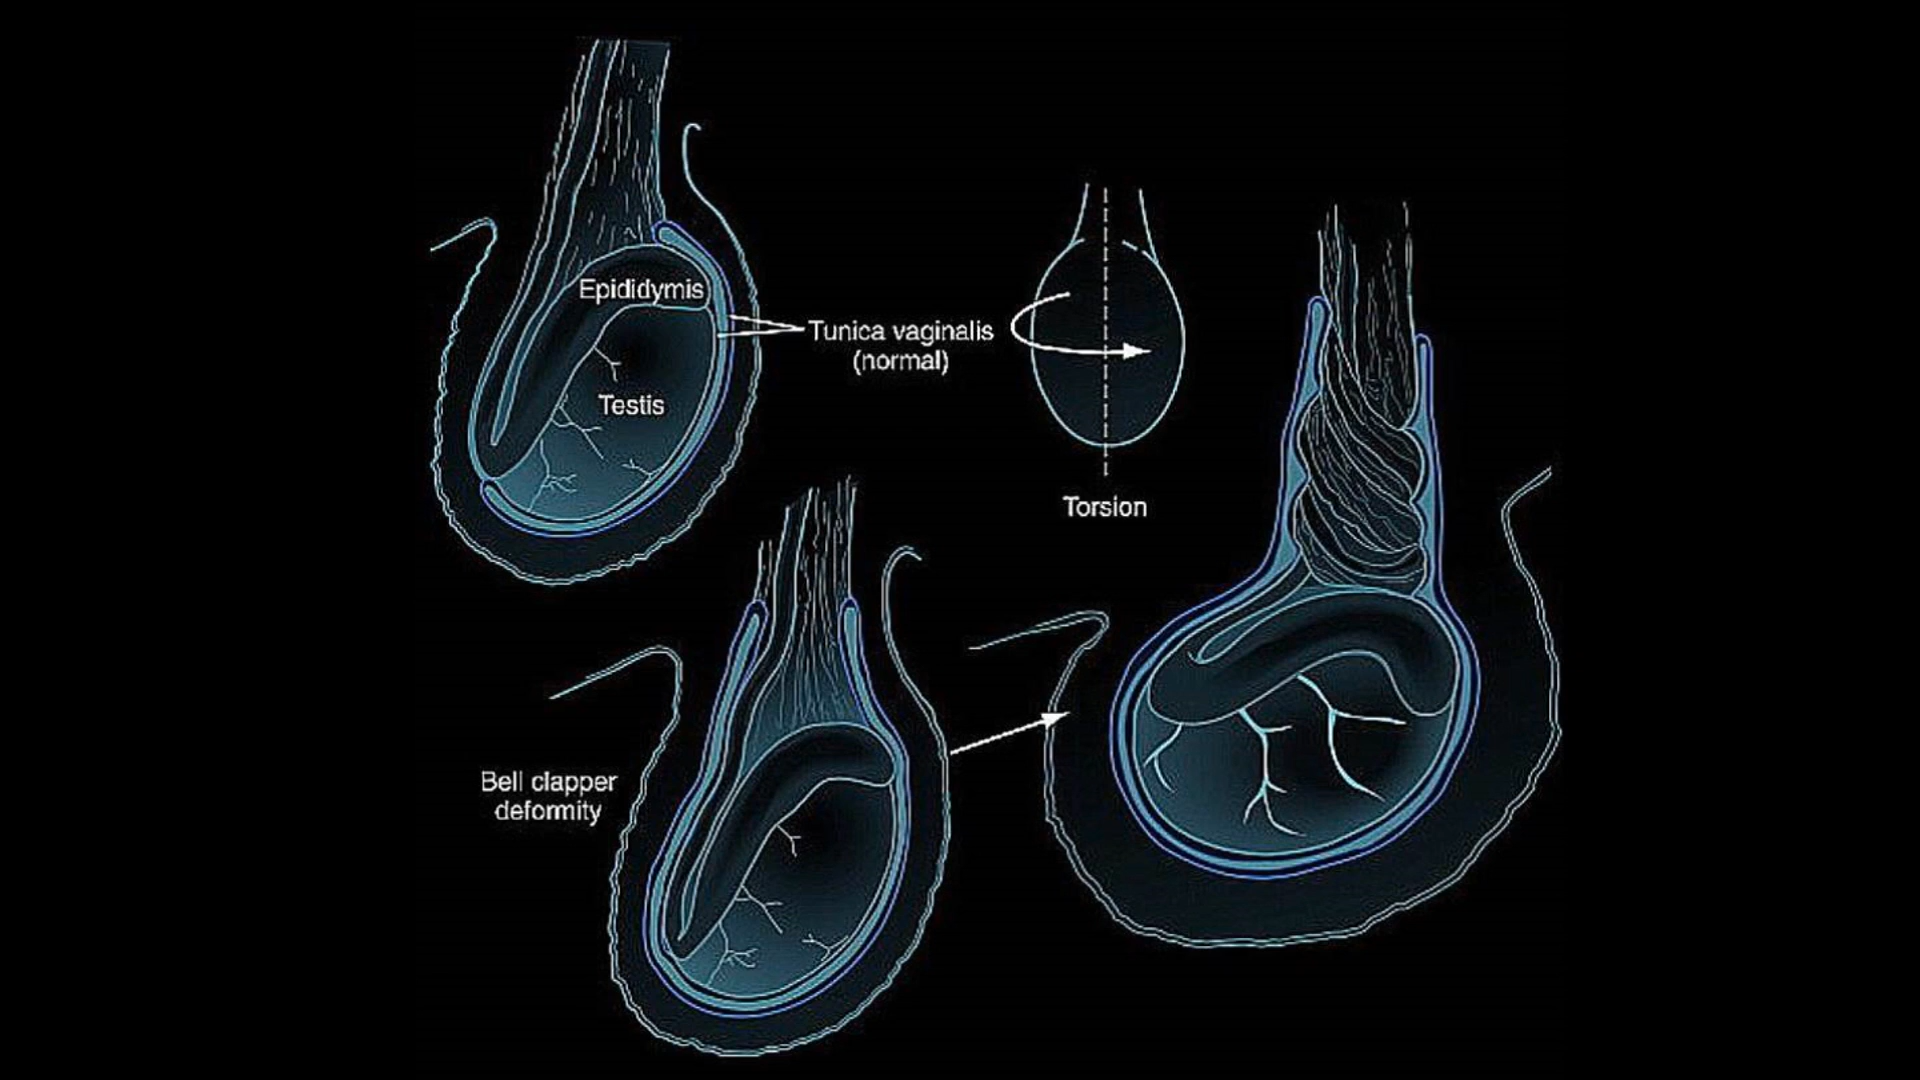 Epididymis
Tunica vaginalis
(normal)
Testis
Torsion
Bell clapper
deformity